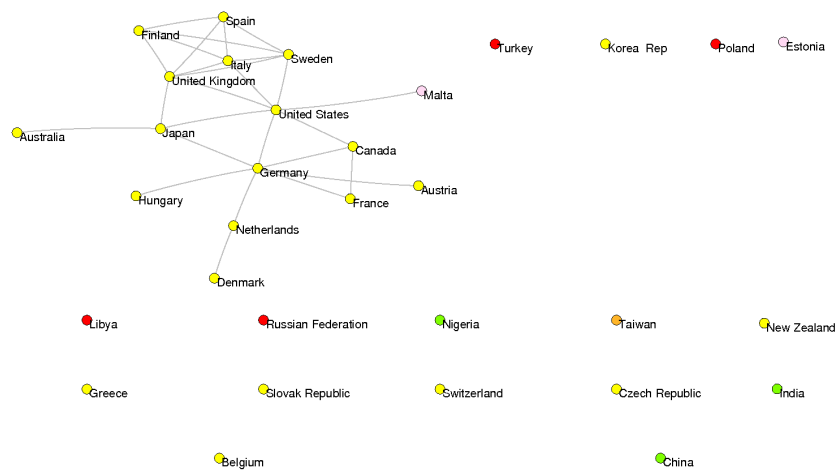 Spain
Finland
Turkey
Korea Rep
Poland
Estonia
Italy
Sweden
United Kingdom
Malta
United States
Australia
Japan
Canada
Germany
Austria
Hungary
France
Netherlands
Denmark
Libya
Russian Federation
Nigeria
Taiwan
New Zealand
Greece
Slovak Republic
Switzerland
Czech Republic
India
Belgium
China